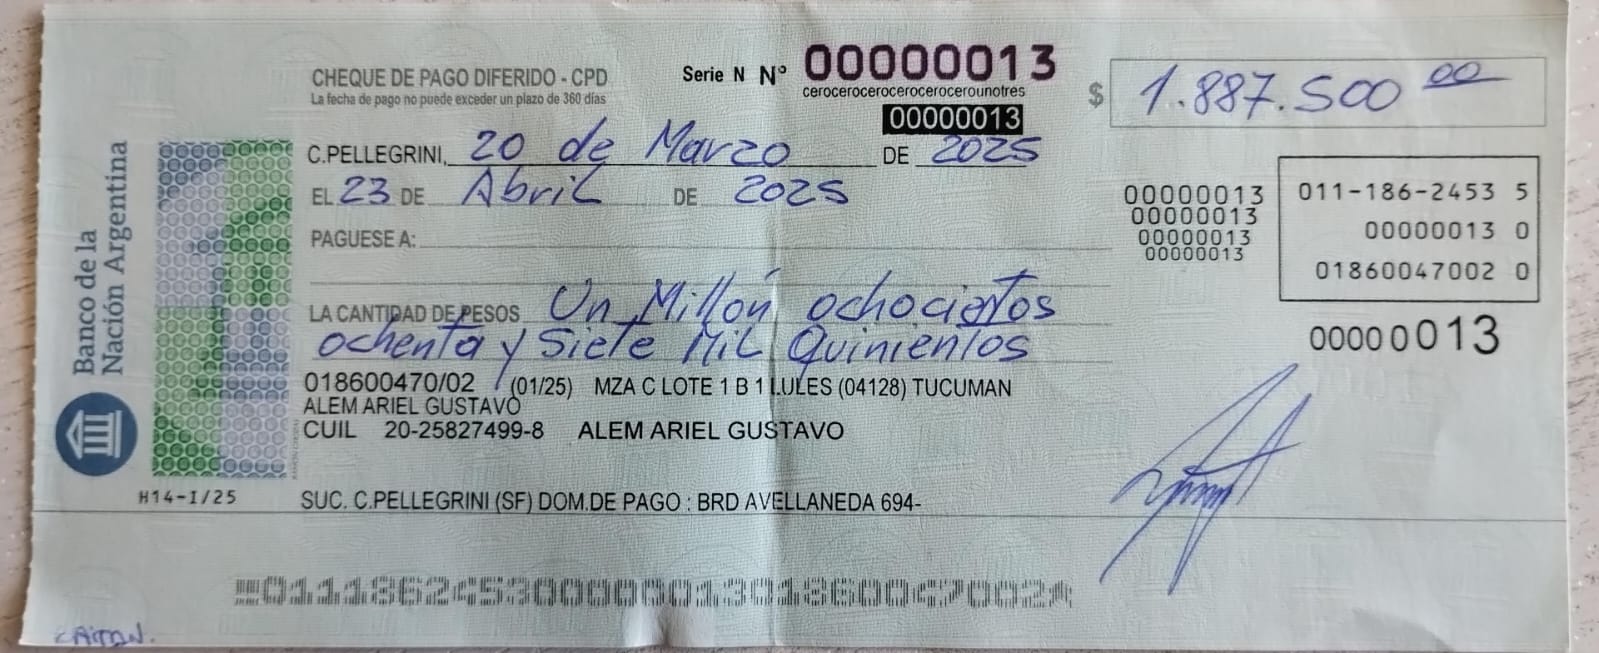 CHEQUE DE PAGO DIFERIDO - CPD
La fecha de pago no puede exceder un plazo de 360 días
Serie N Nº 00000013
cerocerocerocerocerocerounotres
00000013
$ 1.887.500 00
C.PELLEGRINI, 20 de Marzo DE 2025
EL 23 DE Abril DE 2025
PAGUESE A:
00000013
00000013
00000013
00000013
011-186-2453 5
00000013 0
01860047002 0
00000013
LA CANTIDAD DE PESOS Un Millón ochocientos
ochenta y Siete Mil Quinientos
018600470/02 (01/25) MZA C LOTE 1 B 1 LULES (04128) TUCUMAN
ALEM ARIEL GUSTAVO
CUIL 20-25827499-8 ALEM ARIEL GUSTAVO
SUC. C.PELLEGRINI (SF) DOM.DE PAGO : BRD AVELLANEDA 694-
Banco de la
Nación Argentina
H14-I/25
01118624530000001301860047002